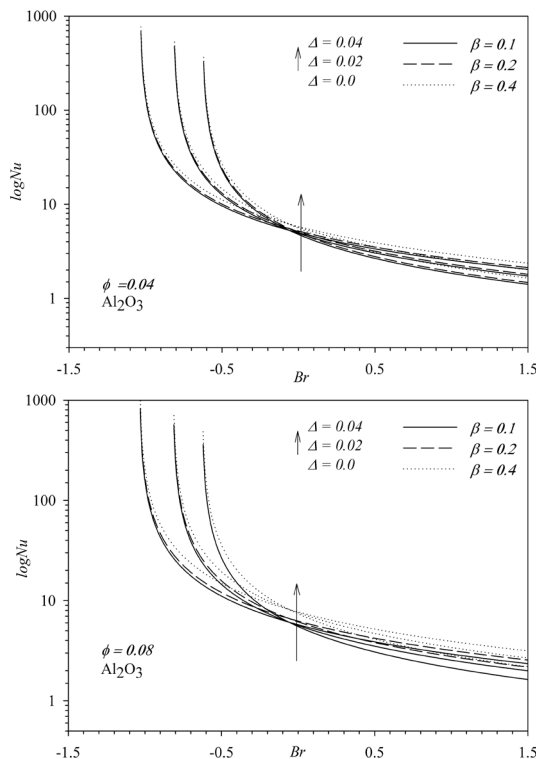 1000
100
10
1
logNu
Δ = 0.04
Δ = 0.02
Δ = 0.0
β = 0.1
β = 0.2
β = 0.4
ϕ =0.04
Al2O3
-1.5
-0.5
0.5
1.5
Br
1000
100
10
1
logNu
Δ = 0.04
Δ = 0.02
Δ = 0.0
β = 0.1
β = 0.2
β = 0.4
ϕ = 0.08
Al2O3
-1.5
-0.5
0.5
1.5
Br